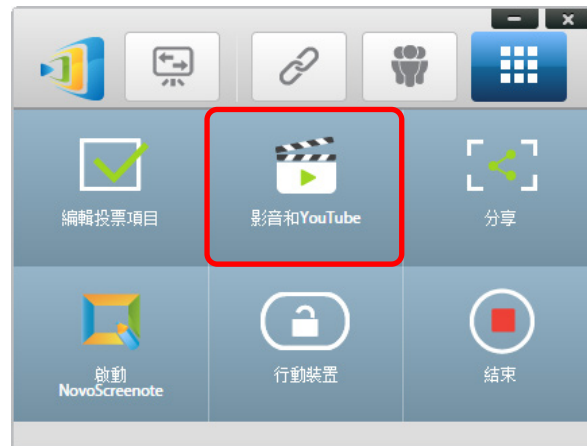 編輯投票項目
影音和YouTube
分享
啟動
NovoScreenote
行動裝置
結束